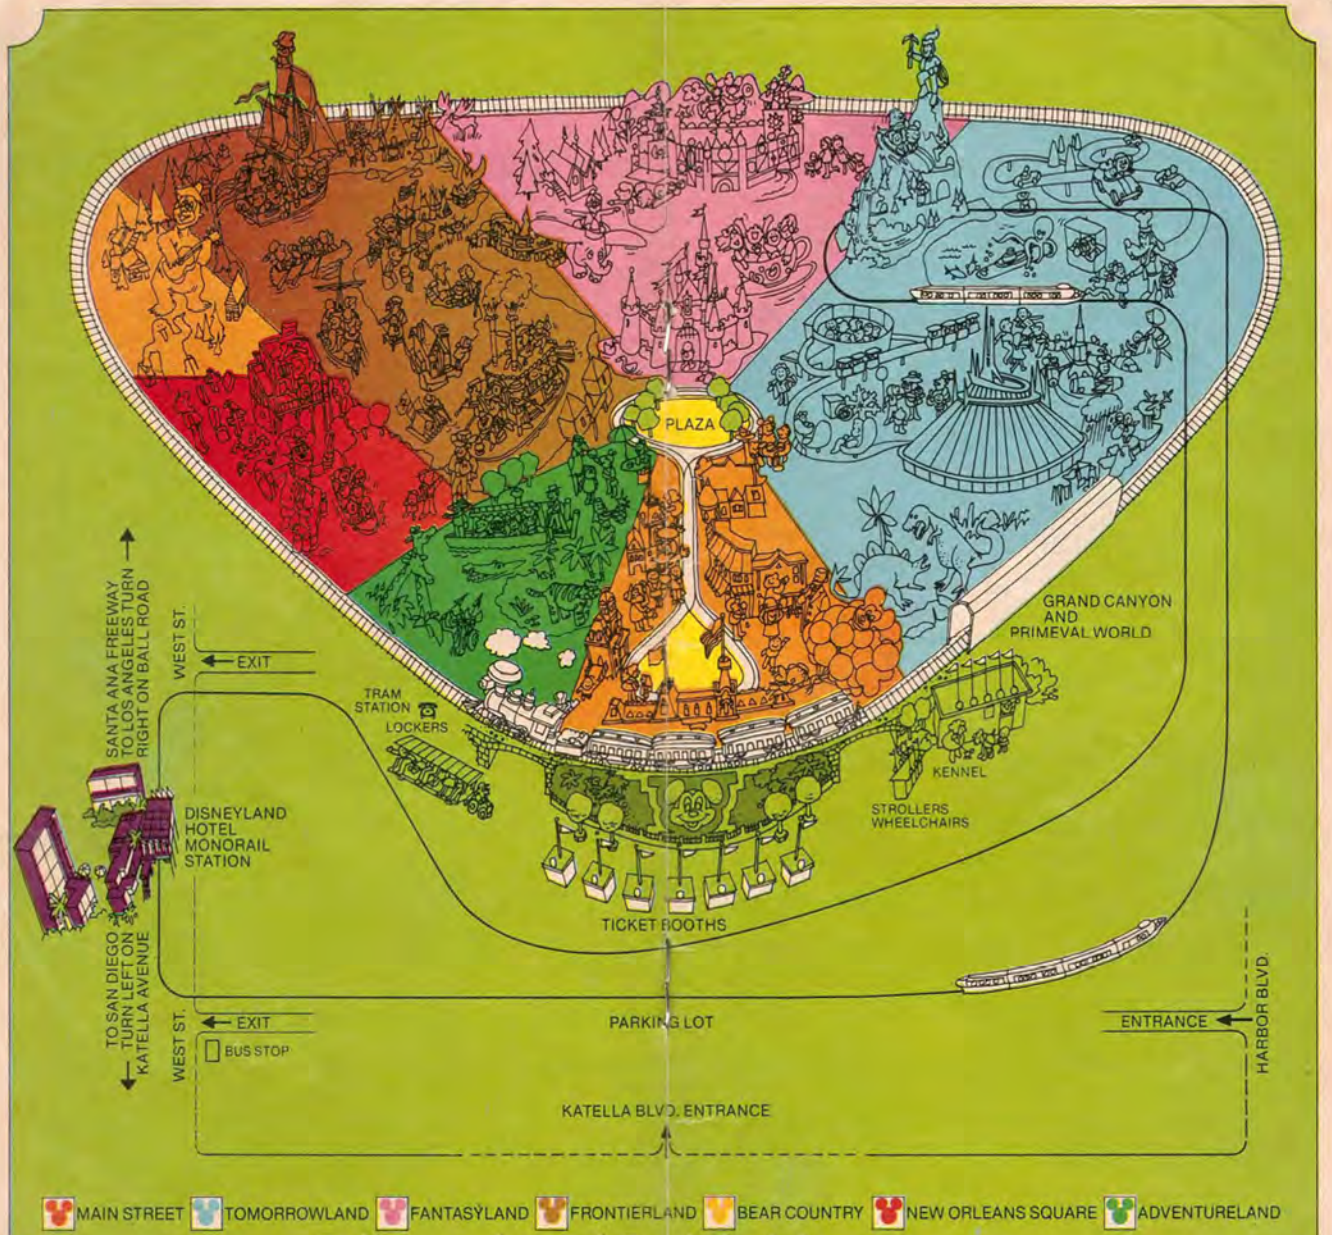 PLAZA
GRAND CANYON
AND
PRIMEVAL WORLD
SANTA ANA FREEWAY
TO LOS ANGELES TURN
RIGHT ON BALL ROAD
WEST ST.
EXIT
TRAM
STATION
LOCKERS
KENNEL
STROLLERS
WHEELCHAIRS
DISNEYLAND
HOTEL
MONORAIL
STATION
TICKET BOOTHS
TO SAN DIEGO
TURN LEFT ON
KATELLA AVENUE
WEST ST.
EXIT
BUS STOP
PARKING LOT
ENTRANCE
HARBOR BLVD.
KATELLA BLVD. ENTRANCE
MAIN STREET TOMORROWLAND FANTASYLAND FRONTIERLAND BEAR COUNTRY NEW ORLEANS SQUARE ADVENTURELAND